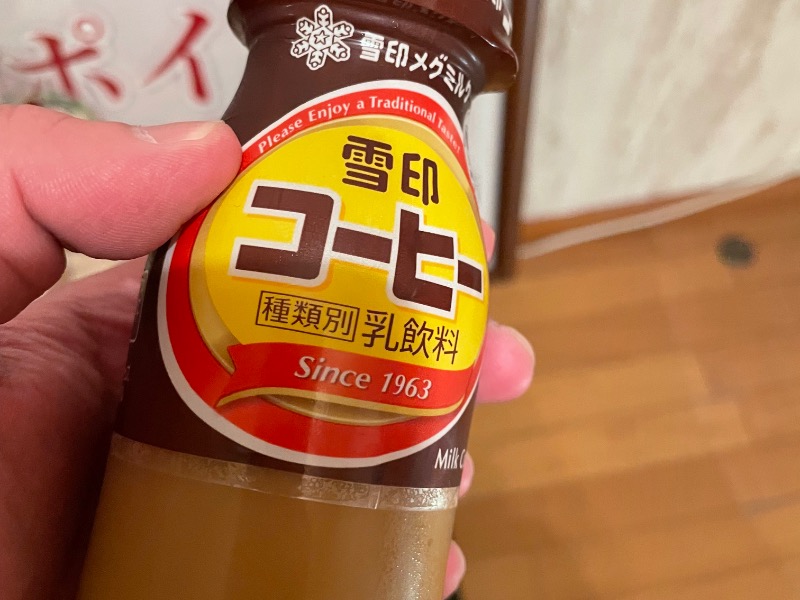 ポイ
雪印メグミルク
Please Enjoy a Traditional Taste!
雪印
コーヒー
種類別 乳飲料
Since 1963
Milk